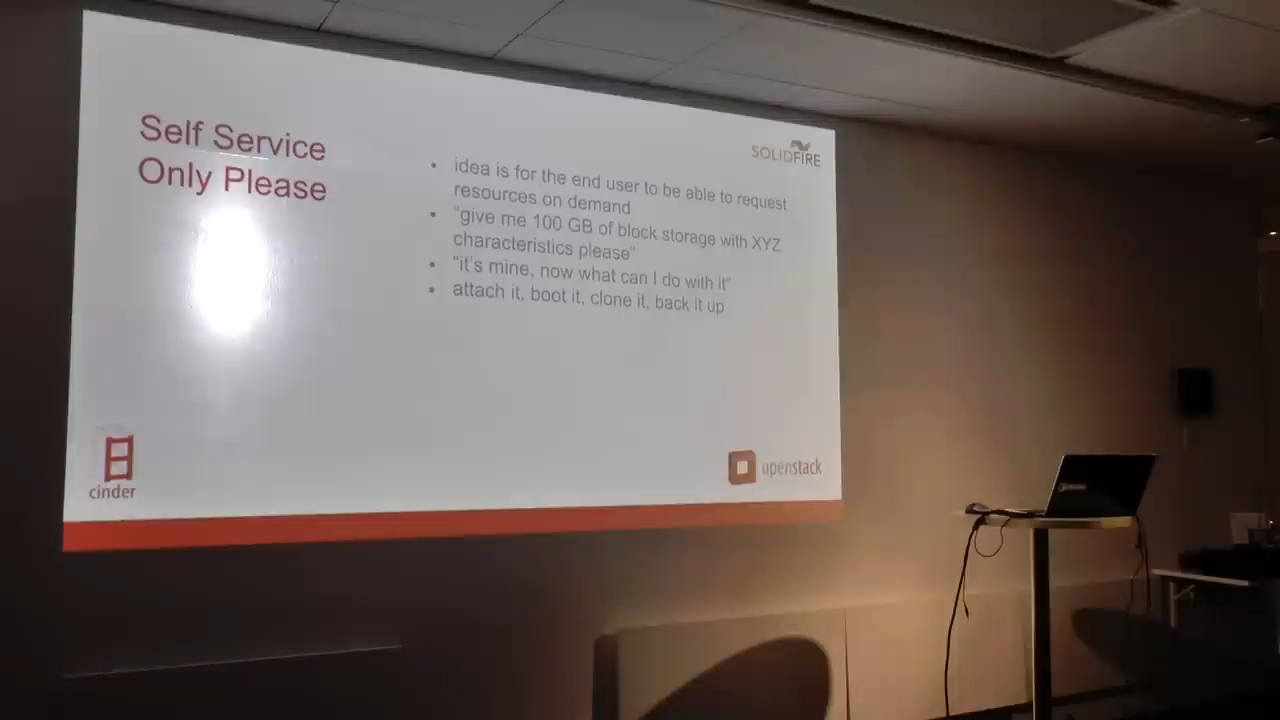 Self Service
Only Please
SOLIDFIRE
• idea is for the end user to be able to request
resources on demand
• “give me 100 GB of block storage with XYZ
characteristics please”
• “it’s mine, now what can I do with it”
• attach it, boot it, clone it, back it up
cinder
openstack